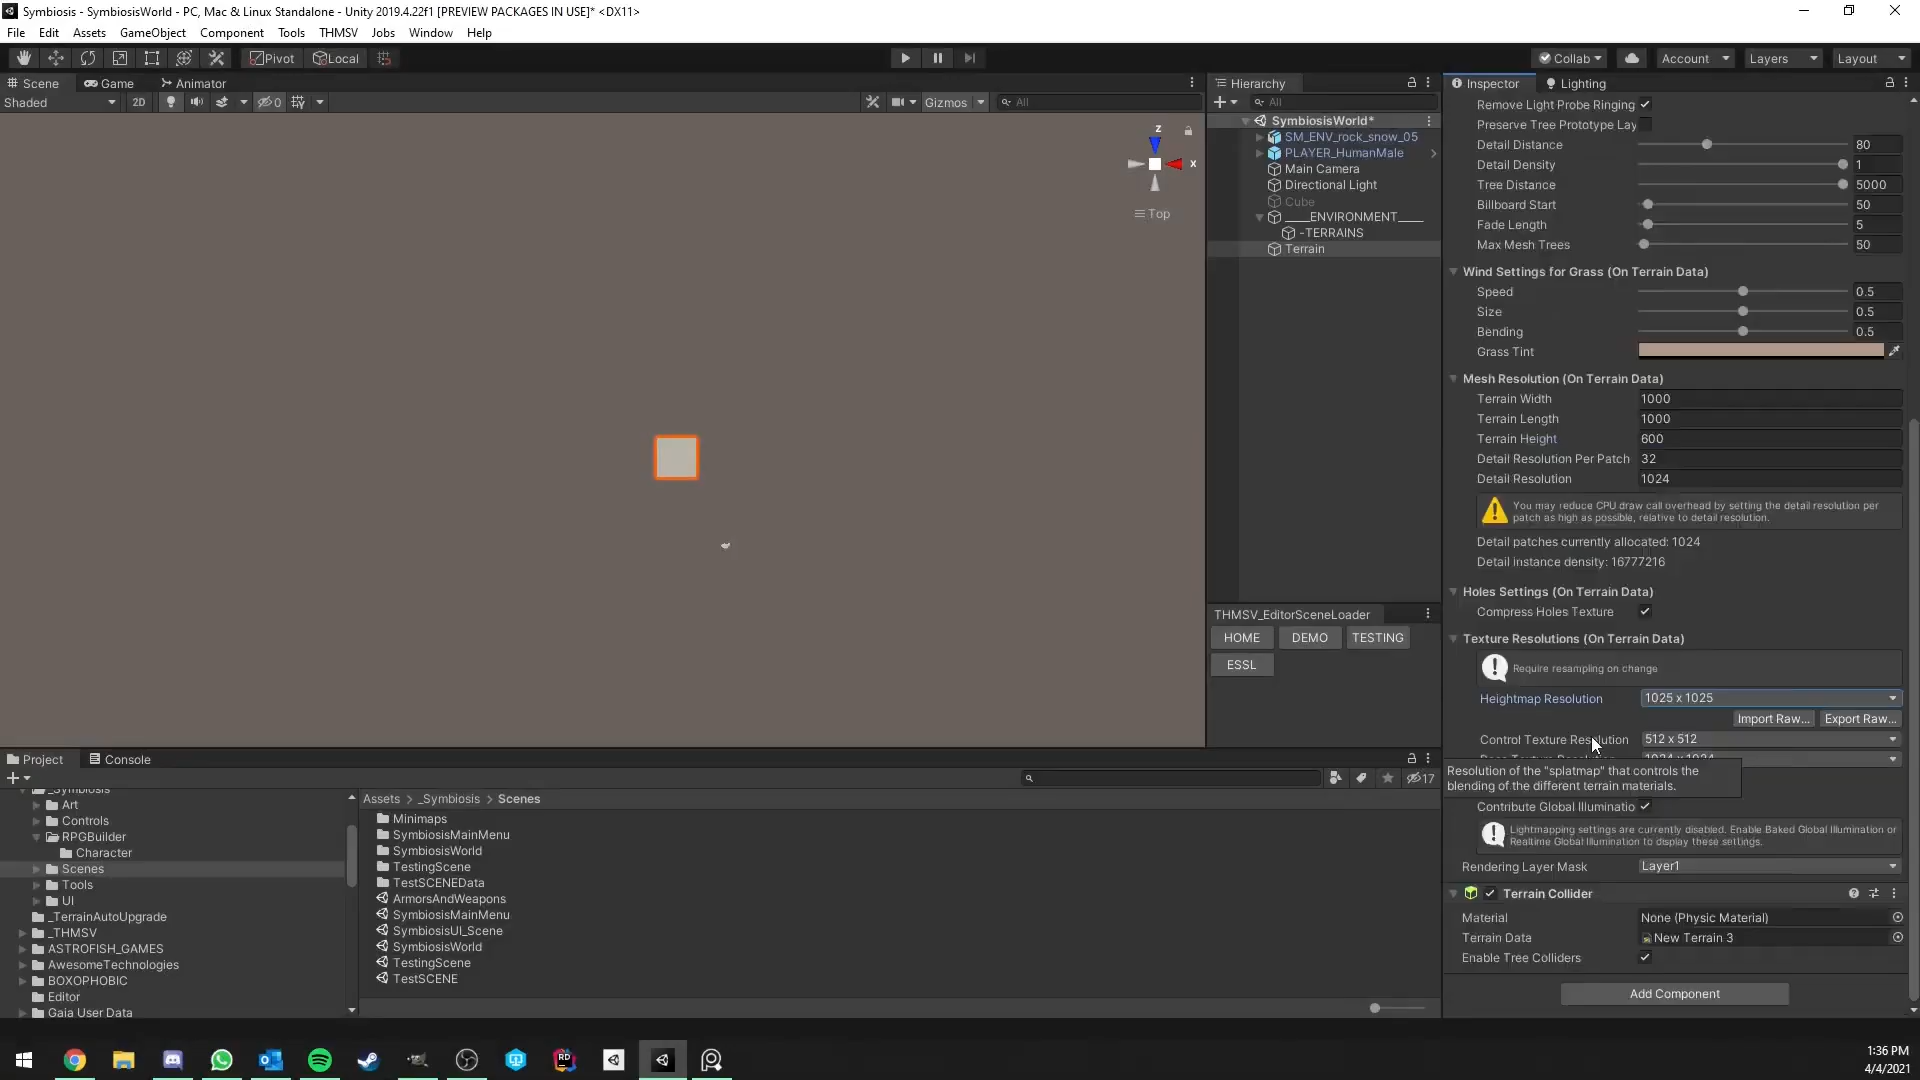 Symbiosis - SymbiosisWorld - PC, Mac & Linux Standalone - Unity 2019.4.22f1 [PREVIEW PACKAGES IN USE]* <DX11>
File Edit Assets GameObject Component Tools THMSV Jobs Window Help
Pivot Local Collab Account Layers Layout
Scene Game Animator
Shaded 2D 0 Gizmos All
z
x
Top
Hierarchy
All
SymbiosisWorld*
SM_ENV_rock_snow_05
PLAYER_HumanMale
Main Camera
Directional Light
Cube
____ENVIRONMENT____
-TERRAINS
Terrain
THMSV_EditorSceneLoader
HOME DEMO TESTING
ESSL
Inspector Lighting
Remove Light Probe Ringing
Preserve Tree Prototype Lay
Detail Distance 80
Detail Density 1
Tree Distance 5000
Billboard Start 50
Fade Length 5
Max Mesh Trees 50
Wind Settings for Grass (On Terrain Data)
Speed 0.5
Size 0.5
Bending 0.5
Grass Tint
Mesh Resolution (On Terrain Data)
Terrain Width 1000
Terrain Length 1000
Terrain Height 600
Detail Resolution Per Patch 32
Detail Resolution 1024
You may reduce CPU draw call overhead by setting the detail resolution per
patch as high as possible, relative to detail resolution.
Detail patches currently allocated: 1024
Detail instance density: 16777216
Holes Settings (On Terrain Data)
Compress Holes Texture
Texture Resolutions (On Terrain Data)
Require resampling on change
Heightmap Resolution 1025 x 1025
Import Raw... Export Raw...
Control Texture Resolution 512 x 512
Resolution of the "splatmap" that controls the
blending of the different terrain materials.
Contribute Global Illuminatio
Lightmapping settings are currently disabled. Enable Baked Global Illumination or
Realtime Global Illumination to display these settings.
Rendering Layer Mask Layer1
Terrain Collider
Material None (Physic Material)
Terrain Data New Terrain 3
Enable Tree Colliders
Add Component
Project Console
17
_Symbiosis
Art
Controls
RPGBuilder
Character
Scenes
Tools
UI
_TerrainAutoUpgrade
_THMSV
ASTROFISH_GAMES
AwesomeTechnologies
BOXOPHOBIC
Editor
Gaia User Data
Assets > _Symbiosis > Scenes
Minimaps
SymbiosisMainMenu
SymbiosisWorld
TestingScene
TestSCENEData
ArmorsAndWeapons
SymbiosisMainMenu
SymbiosisUI_Scene
SymbiosisWorld
TestingScene
TestSCENE
RD
1:36 PM
4/4/2021